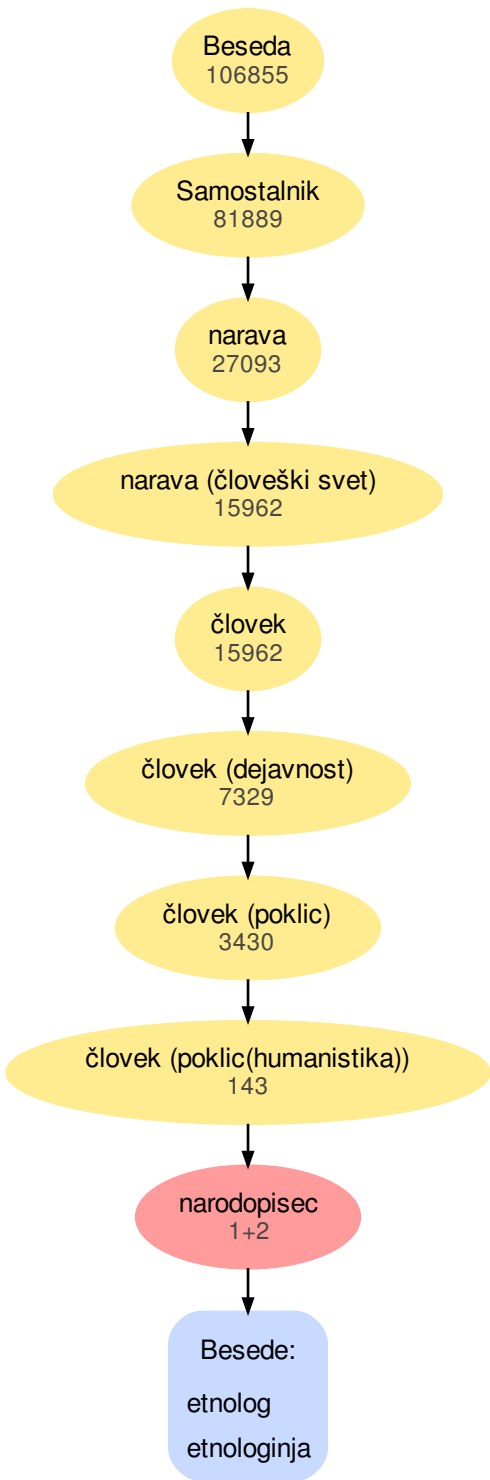 Beseda
106855
Samostalnik
81889
narava
27093
narava (človeški svet)
15962
človek
15962
človek (dejavnost)
7329
človek (poklic)
3430
človek (poklic(humanistika))
143
narodopisec
1+2
Besede:
etnolog
etnologinja